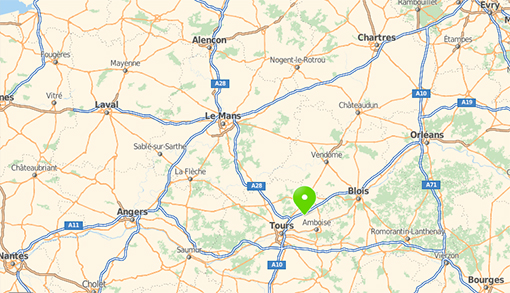 Rambouillet
Evry
Alençon
Chartres
Étampes
Fougères
Mayenne
Nogent-le-Rotrou
A28
A10
Vitré
Laval
Le Mans
Châteaudun
A19
Orléans
Sablé-sur-Sarthe
Vendome
Châteaubriant
La Flèche
A28
Blois
A71
Angers
A11
Tours
Amboise
Romorantin-Lanthenay
Saumur
Nantes
Vierzon
A10
Cholet
Bourges